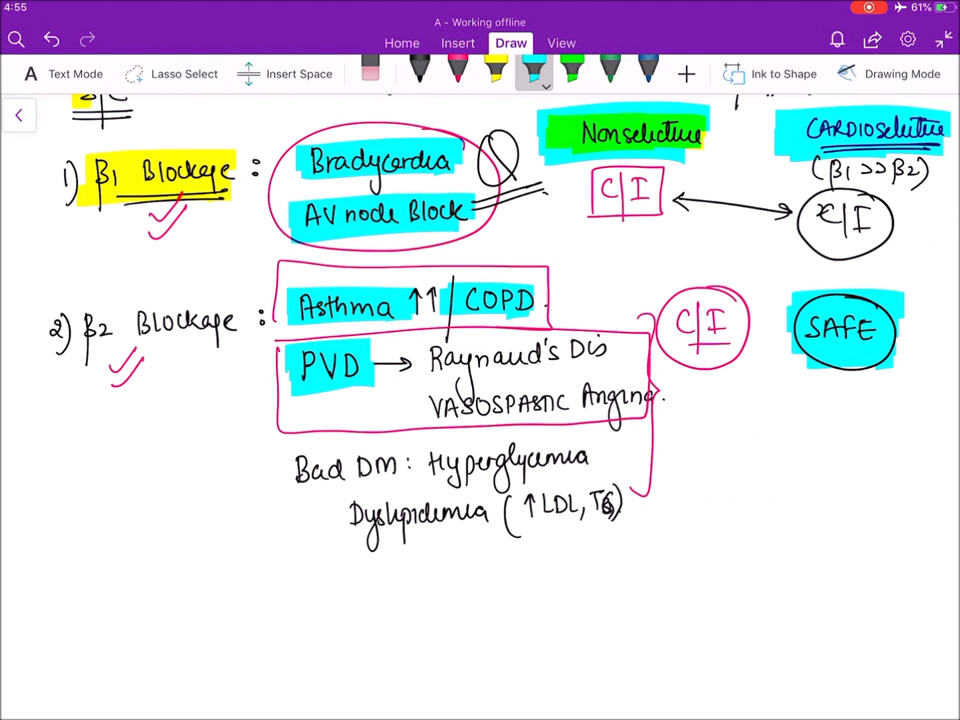 4:55
61%
A - Working offline
Home Insert Draw View
A Text Mode Lasso Select Insert Space Ink to Shape Drawing Mode
S/E
1) β1 Blockage : Bradycardia
AV node Block
Nonselective
C/I
CARDIOselective
(β1 >> β2)
C/I
2) β2 Blockage : Asthma ↑↑ / COPD
PVD → Raynaud's Dis
VASOSPASTIC Angina.
C/I
SAFE
Bad DM: Hyperglycemia
Dyslipidemia (↑LDL, TG)